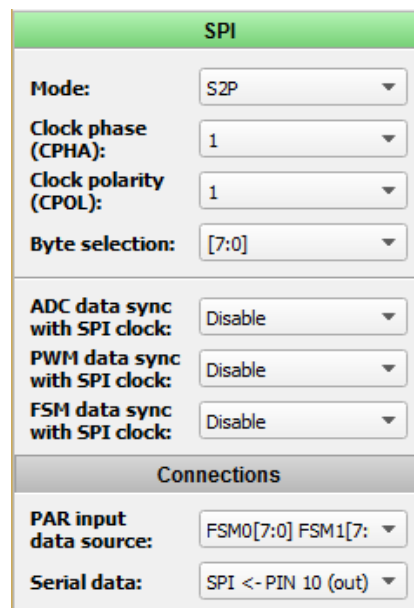 SPI
Mode: S2P
Clock phase
(CPHA): 1
Clock polarity
(CPOL): 1
Byte selection: [7:0]
ADC data sync
with SPI clock: Disable
PWM data sync
with SPI clock: Disable
FSM data sync
with SPI clock: Disable
Connections
PAR input
data source: FSM0[7:0] FSM1[7:
Serial data: SPI <- PIN 10 (out)